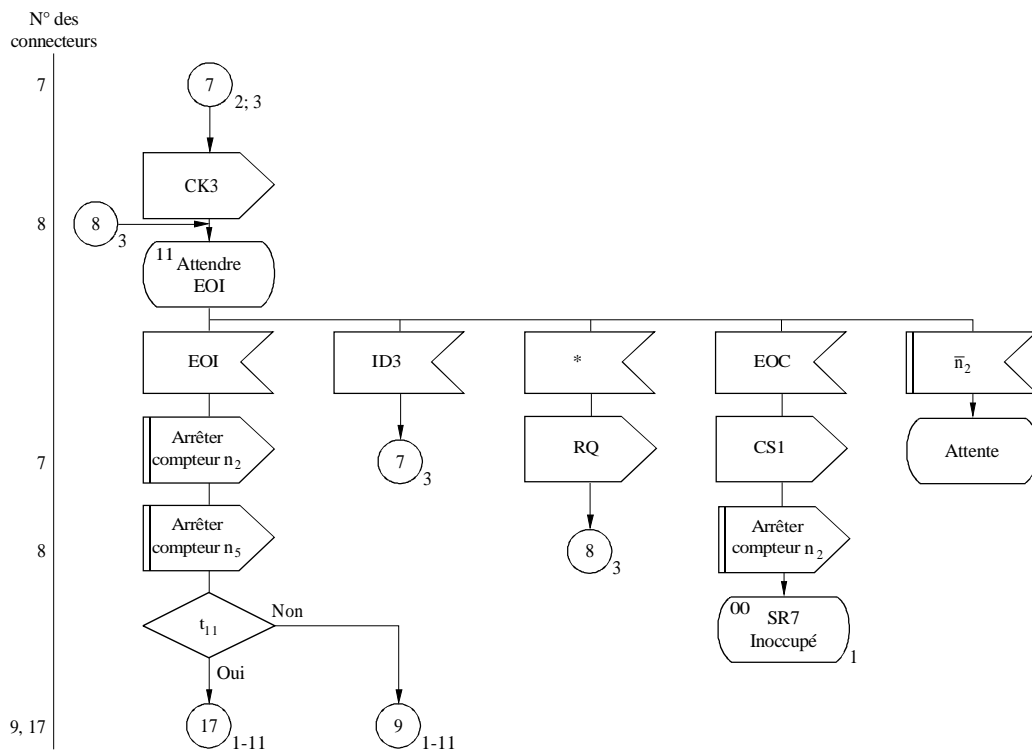 N° des
connecteurs
7
7
2; 3
CK3
8
8
3
11
Attendre
EOI
EOI
ID3
*
EOC
n̅₂
Arrêter
compteur n₂
7
7
3
RQ
CS1
Attente
Arrêter
compteur n₅
8
8
3
Arrêter
compteur n₂
t₁₁
Non
Oui
00
SR7
Inoccupé
1
9, 17
17
1-11
9
1-11